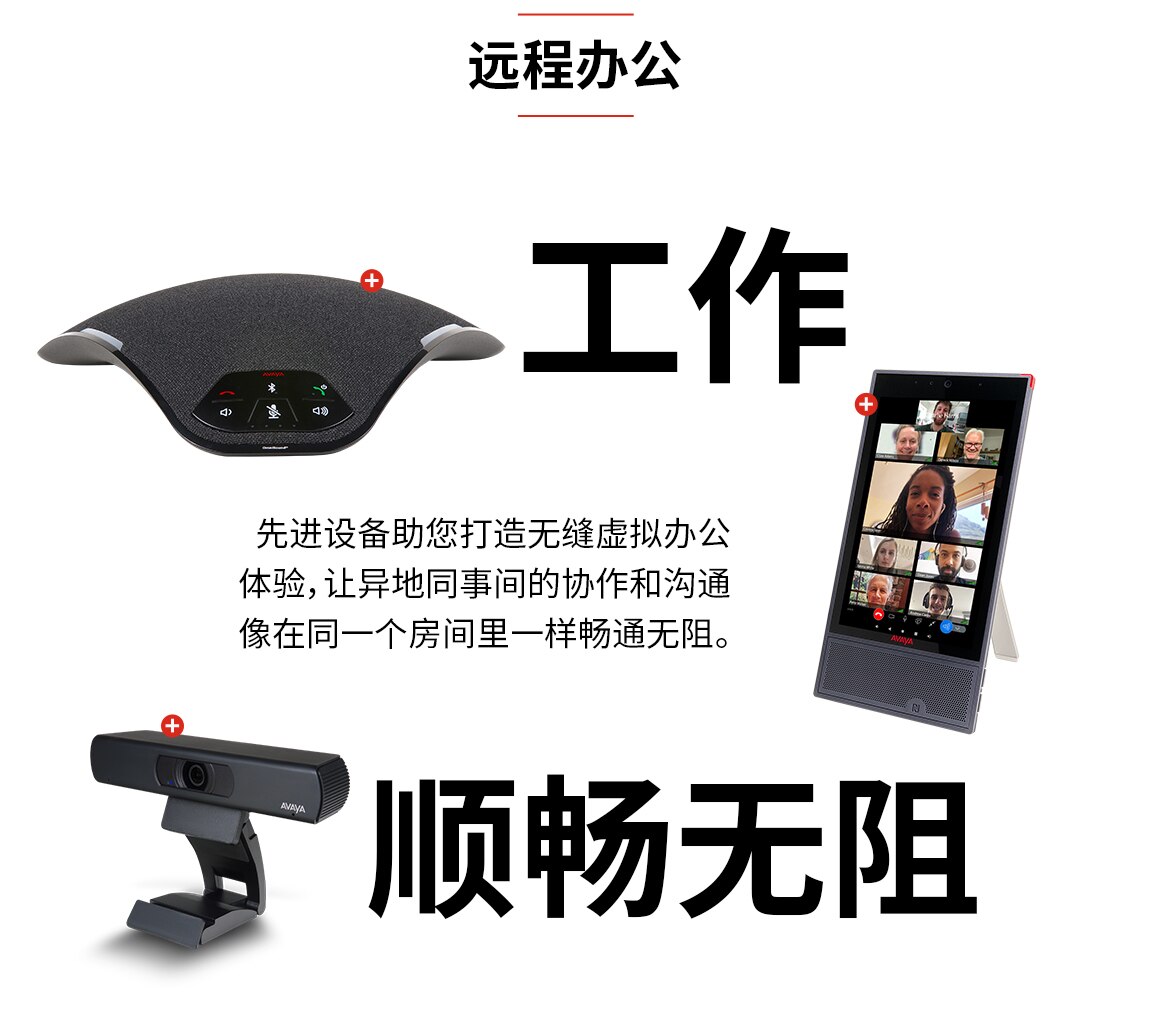 远程办公
工作
AVAYA
先进设备助您打造无缝虚拟办公
体验，让异地同事间的协作和沟通
像在同一个房间里一样畅通无阻。
AVAYA
AVAYA
顺畅无阻